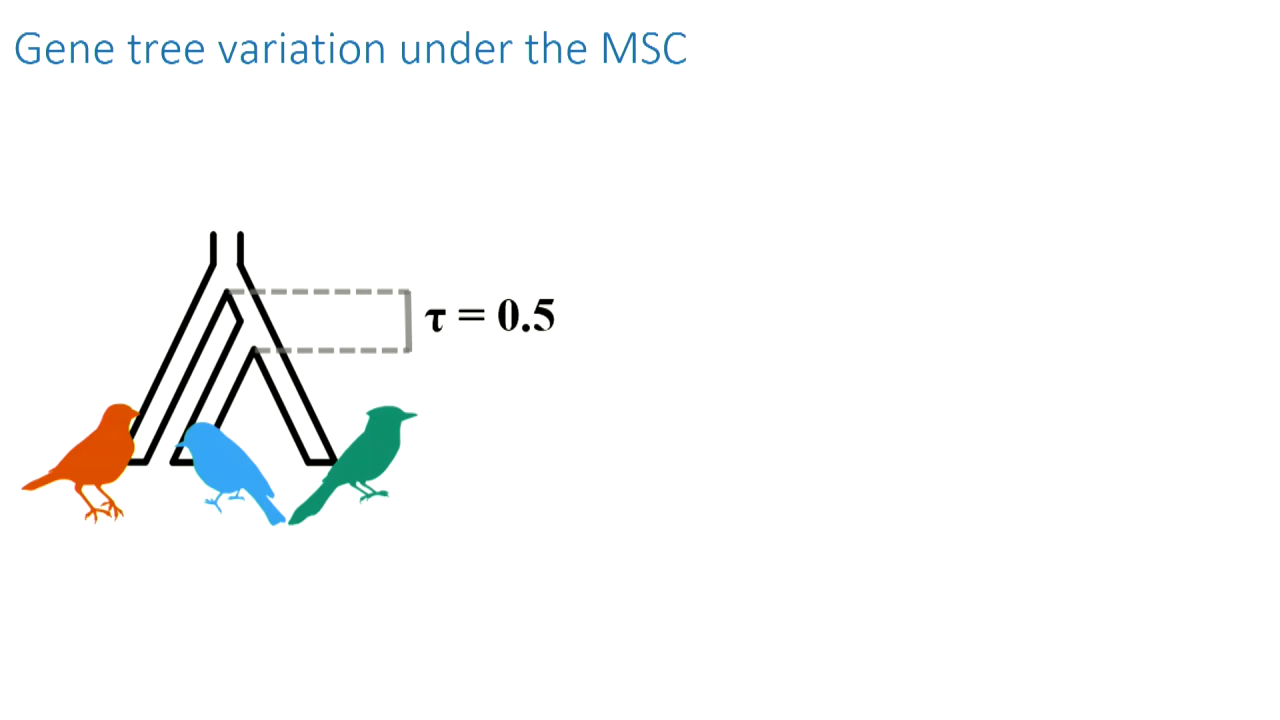 Gene tree variation under the MSC
τ = 0.5